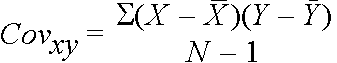 Cov_xy = Σ(X − X̄)(Y − Ȳ) / N − 1